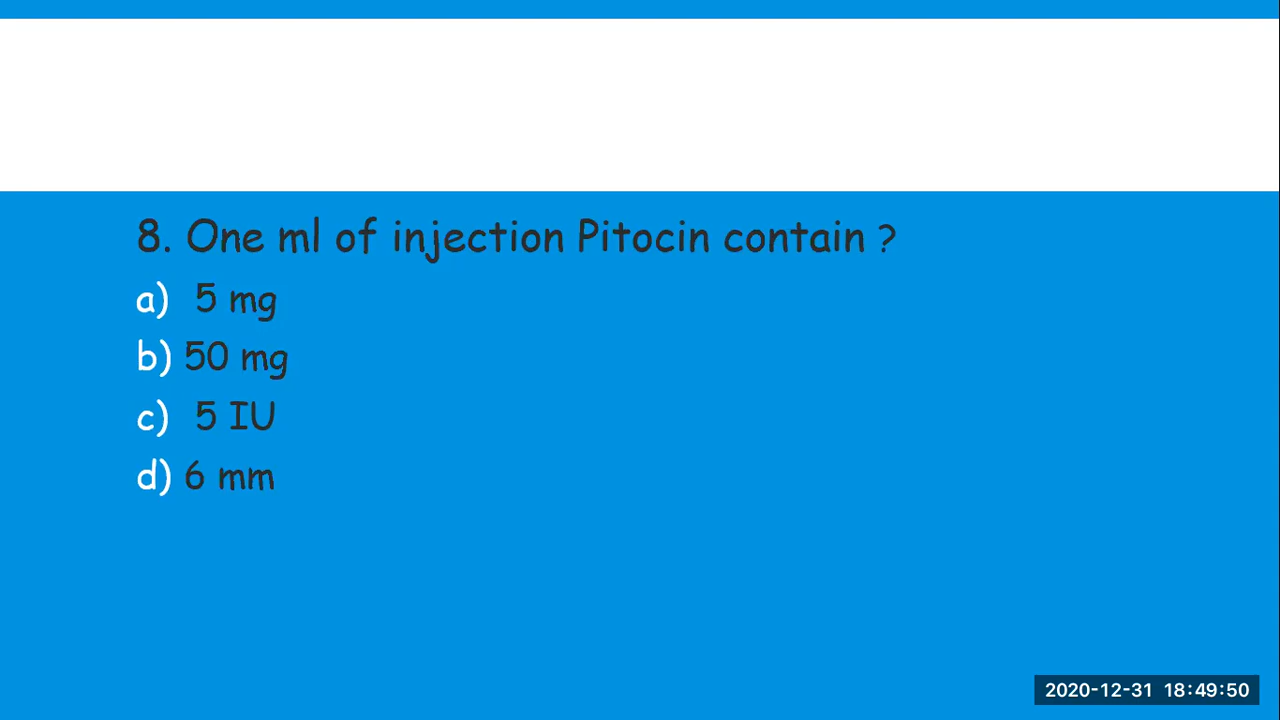 8. One ml of injection Pitocin contain ?
a) 5 mg
b) 50 mg
c) 5 IU
d) 6 mm
2020-12-31 18:49:50